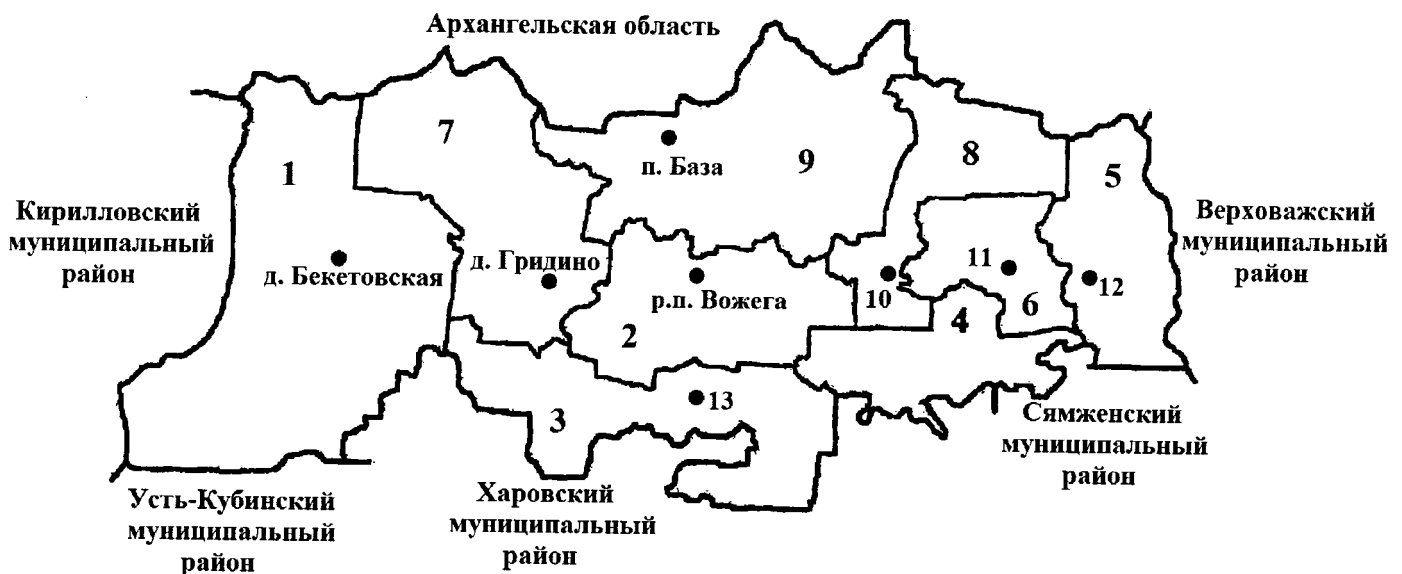 Архангельская область
7
1
п. База
9
8
5
Кирилловский
муниципальный
район
Верховажский
муниципальный
район
д. Бекетовская
д. Гридино
р.п. Вожега
2
10
11
6
4
12
3
13
Сямженский
муниципальный
район
Усть-Кубинский
муниципальный
район
Харовский
муниципальный
район